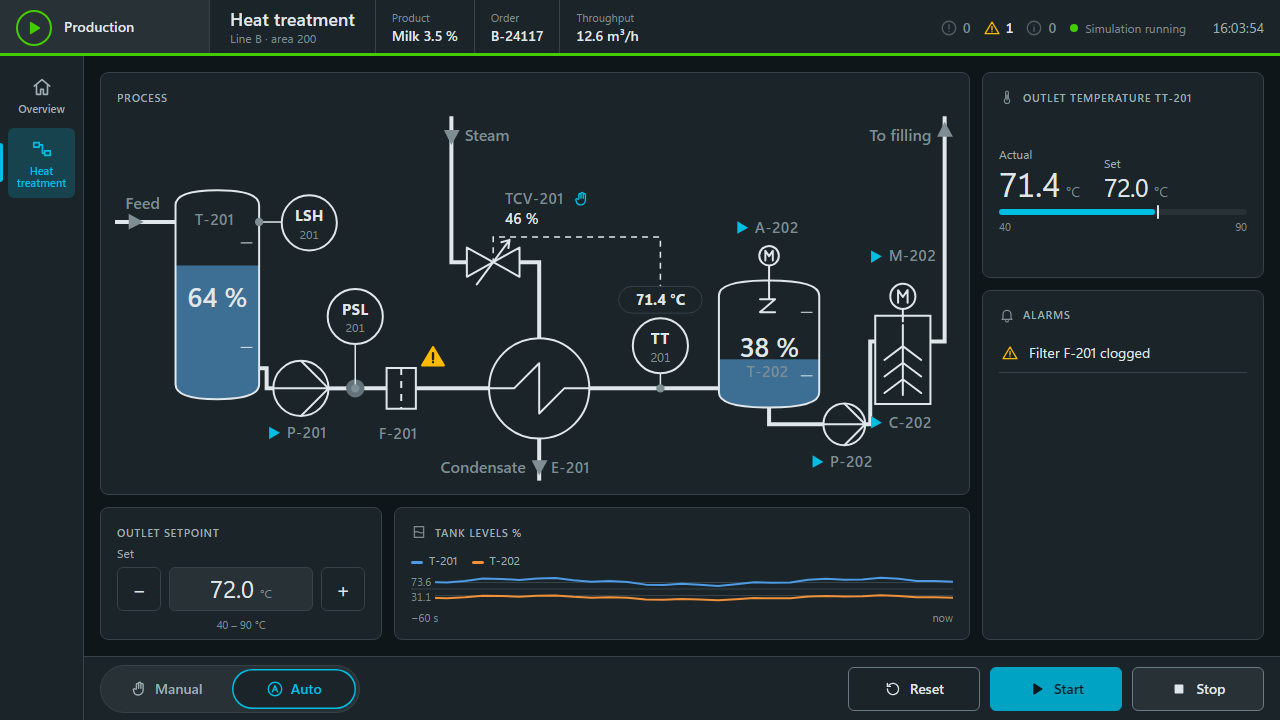 Production
Heat treatment
Line B · area 200
Product
Milk 3.5 %
Order
B-24117
Throughput
12.6 m³/h
0
1
0
Simulation running
16:03:54
Overview
Heat
treatment
PROCESS
Steam
To filling
Feed
T-201
LSH
201
TCV-201
46 %
A-202
M
M-202
64 %
PSL
201
71.4 °C
M
TT
201
38 %
T-202
P-201
F-201
C-202
Condensate
E-201
P-202
OUTLET TEMPERATURE TT-201
Actual
71.4 °C
Set
72.0 °C
40
90
ALARMS
Filter F-201 clogged
OUTLET SETPOINT
Set
− 72.0 °C +
40 – 90 °C
TANK LEVELS %
T-201
T-202
73.6
31.1
−60 s
now
Manual
A Auto
Reset
Start
Stop